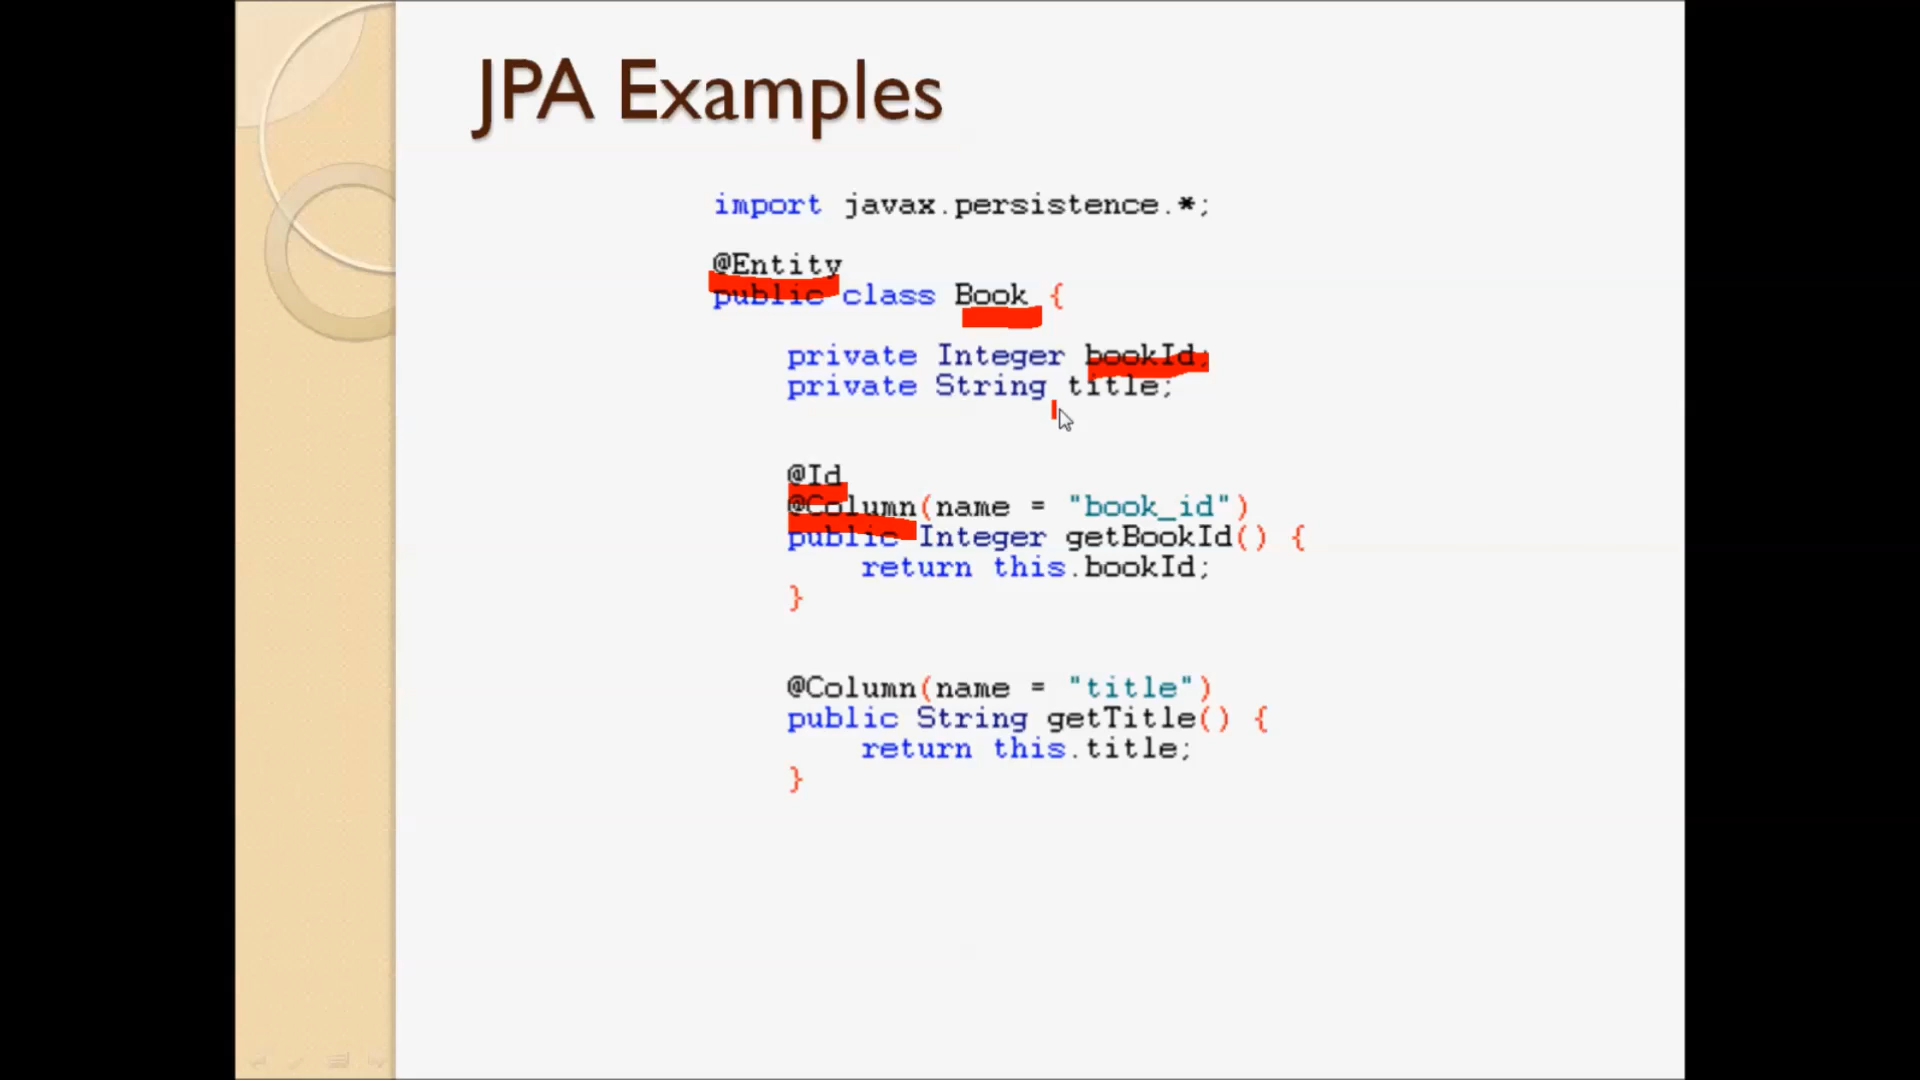 JPA Examples
import javax.persistence.*;
@Entity
public class Book {
private Integer bookId;
private String title;
@Id
@Column(name = "book_id")
public Integer getBookId() {
return this.bookId;
}
@Column(name = "title")
public String getTitle() {
return this.title;
}